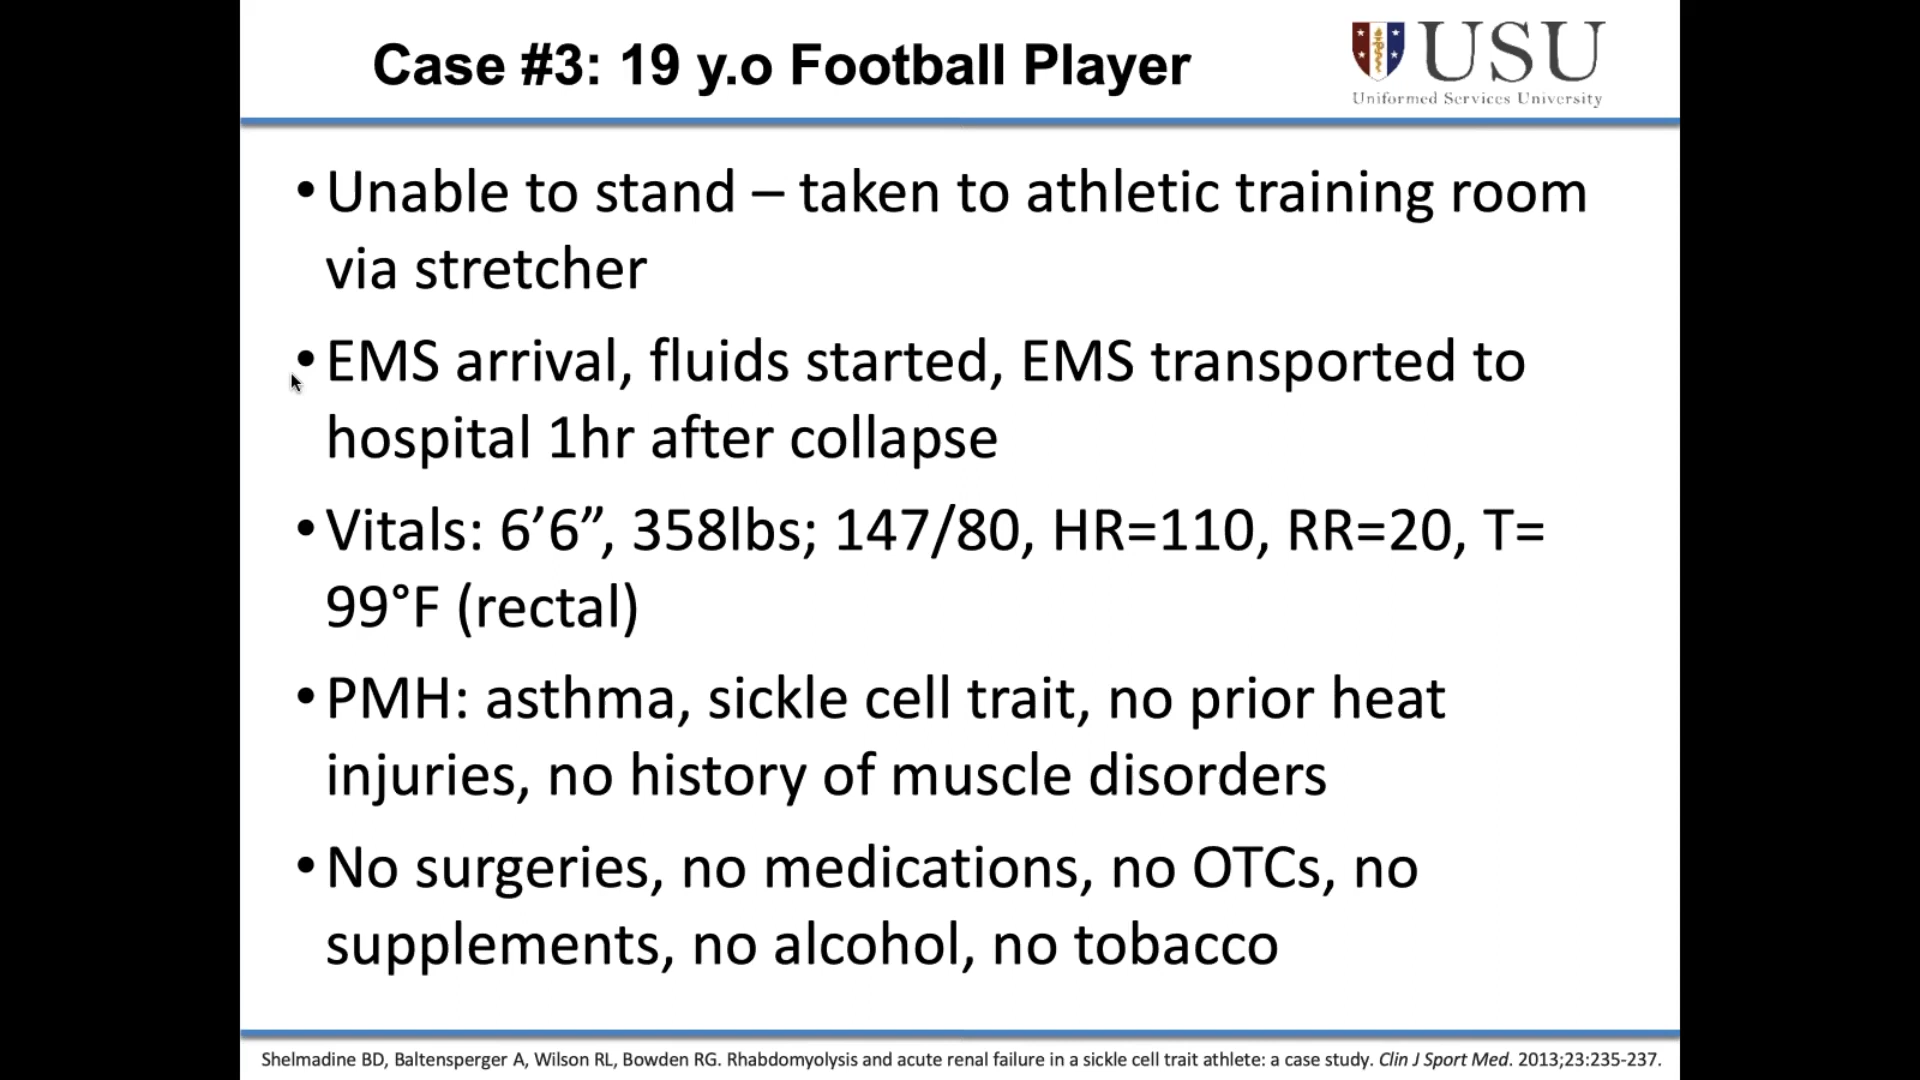 Case #3: 19 y.o Football Player
USU
Uniformed Services University
• Unable to stand – taken to athletic training room
via stretcher
• EMS arrival, fluids started, EMS transported to
hospital 1hr after collapse
• Vitals: 6’6”, 358lbs; 147/80, HR=110, RR=20, T=
99°F (rectal)
• PMH: asthma, sickle cell trait, no prior heat
injuries, no history of muscle disorders
• No surgeries, no medications, no OTCs, no
supplements, no alcohol, no tobacco
Shelmadine BD, Baltensperger A, Wilson RL, Bowden RG. Rhabdomyolysis and acute renal failure in a sickle cell trait athlete: a case study. Clin J Sport Med. 2013;23:235-237.